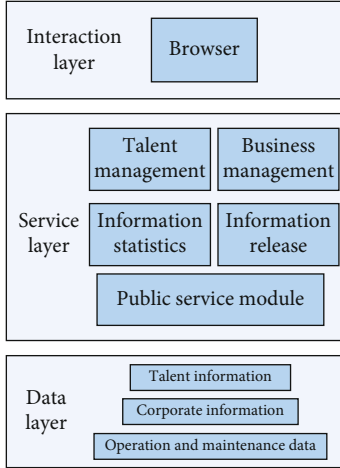 Interaction
layer
Browser
Service
layer
Talent
management
Business
management
Information
statistics
Information
release
Public service module
Data
layer
Talent information
Corporate information
Operation and maintenance data